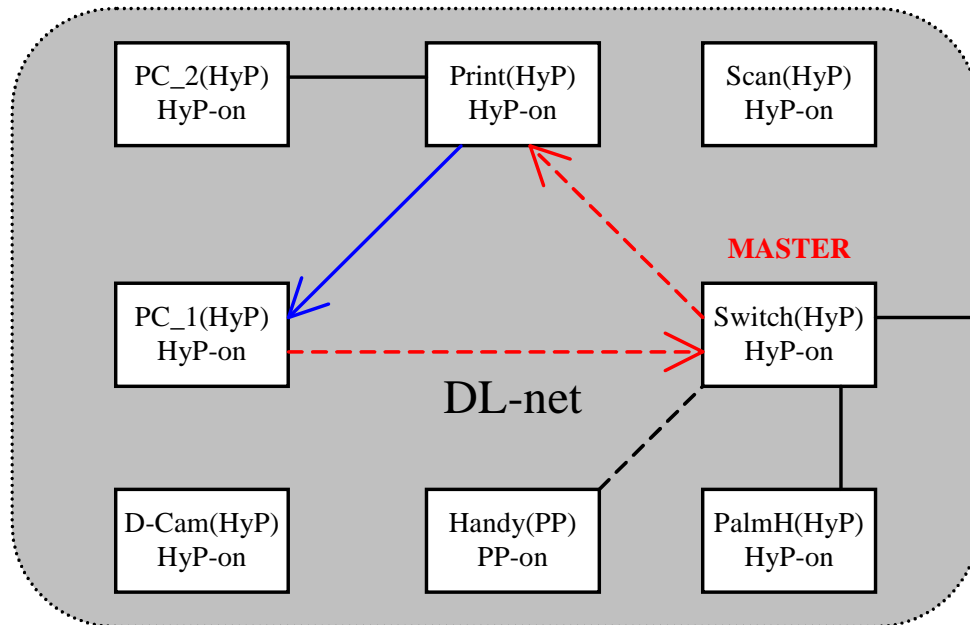 PC_2(HyP)
HyP-on
Print(HyP)
HyP-on
Scan(HyP)
HyP-on
MASTER
PC_1(HyP)
HyP-on
Switch(HyP)
HyP-on
DL-net
D-Cam(HyP)
HyP-on
Handy(PP)
PP-on
PalmH(HyP)
HyP-on